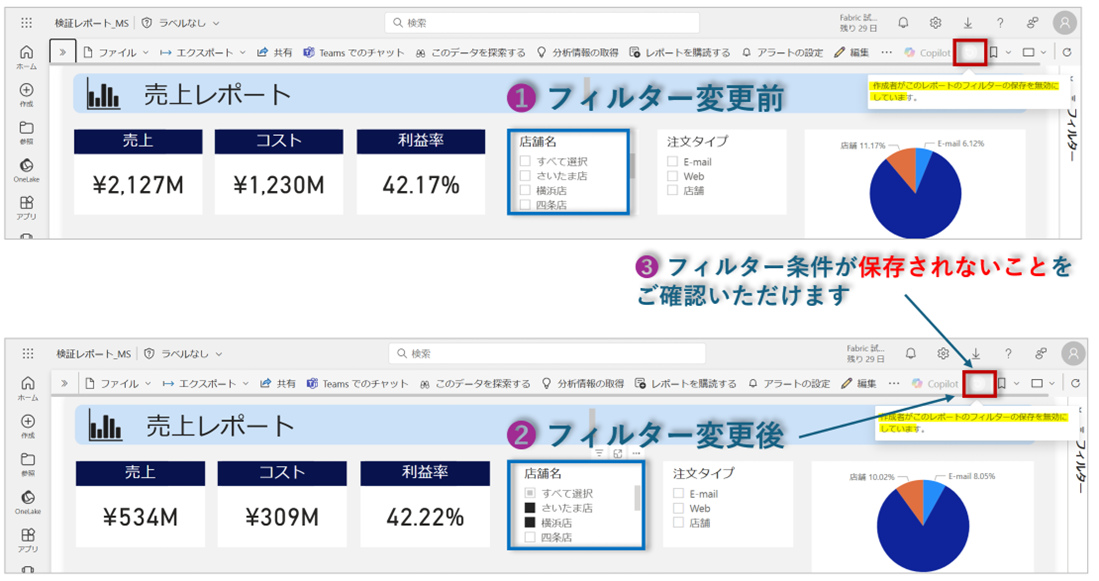 検証レポート_MS
ラベルなし
検索
Fabric 試...
残り 29 日
ホーム
ファイル
エクスポート
共有
Teams でのチャット
このデータを探索する
分析情報の取得
レポートを購読する
アラートの設定
編集
Copilot
作成
参照
OneLake
アプリ
売上レポート
❶ フィルター変更前
作成者がこのレポートのフィルターの保存を無効に
しています。
フィルター
売上
¥2,127M
コスト
¥1,230M
利益率
42.17%
店舗名
すべて選択
さいたま店
横浜店
四条店
注文タイプ
E-mail
Web
店舗
店舗 11.17%
E-mail 6.12%
❸ フィルター条件が保存されないことを
ご確認いただけます
検証レポート_MS
ラベルなし
検索
Fabric 試...
残り 29 日
ホーム
ファイル
エクスポート
共有
Teams でのチャット
このデータを探索する
分析情報の取得
レポートを購読する
アラートの設定
編集
Copilot
作成
参照
OneLake
アプリ
売上レポート
❷ フィルター変更後
作成者がこのレポートのフィルターの保存を無効に
しています。
フィルター
売上
¥534M
コスト
¥309M
利益率
42.22%
店舗名
すべて選択
さいたま店
横浜店
四条店
注文タイプ
E-mail
Web
店舗
店舗 10.02%
E-mail 8.05%